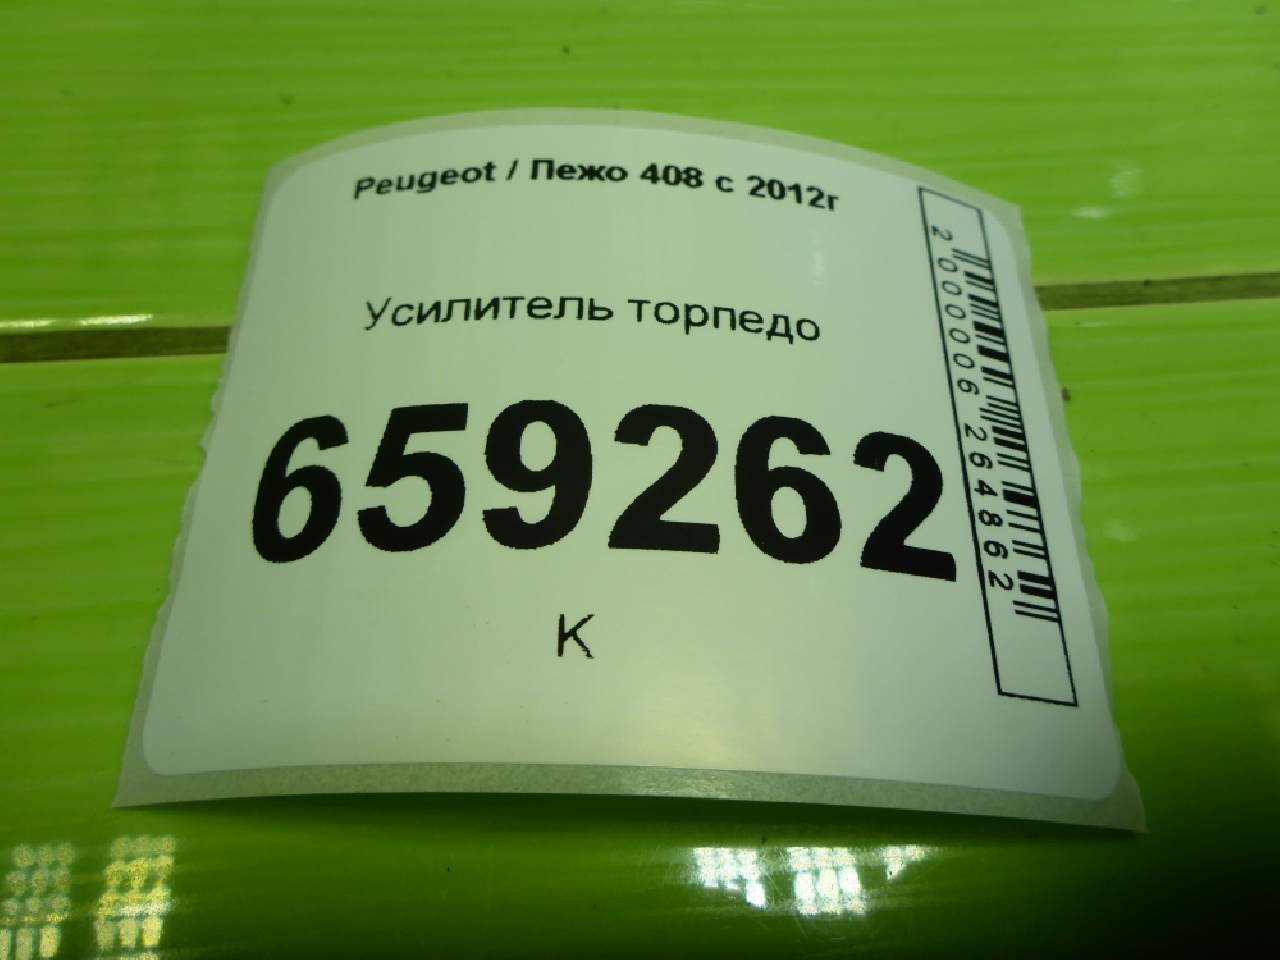 Peugeot / Пежо 408 с 2012г
Усилитель торпедо
659262
К
2000006264862